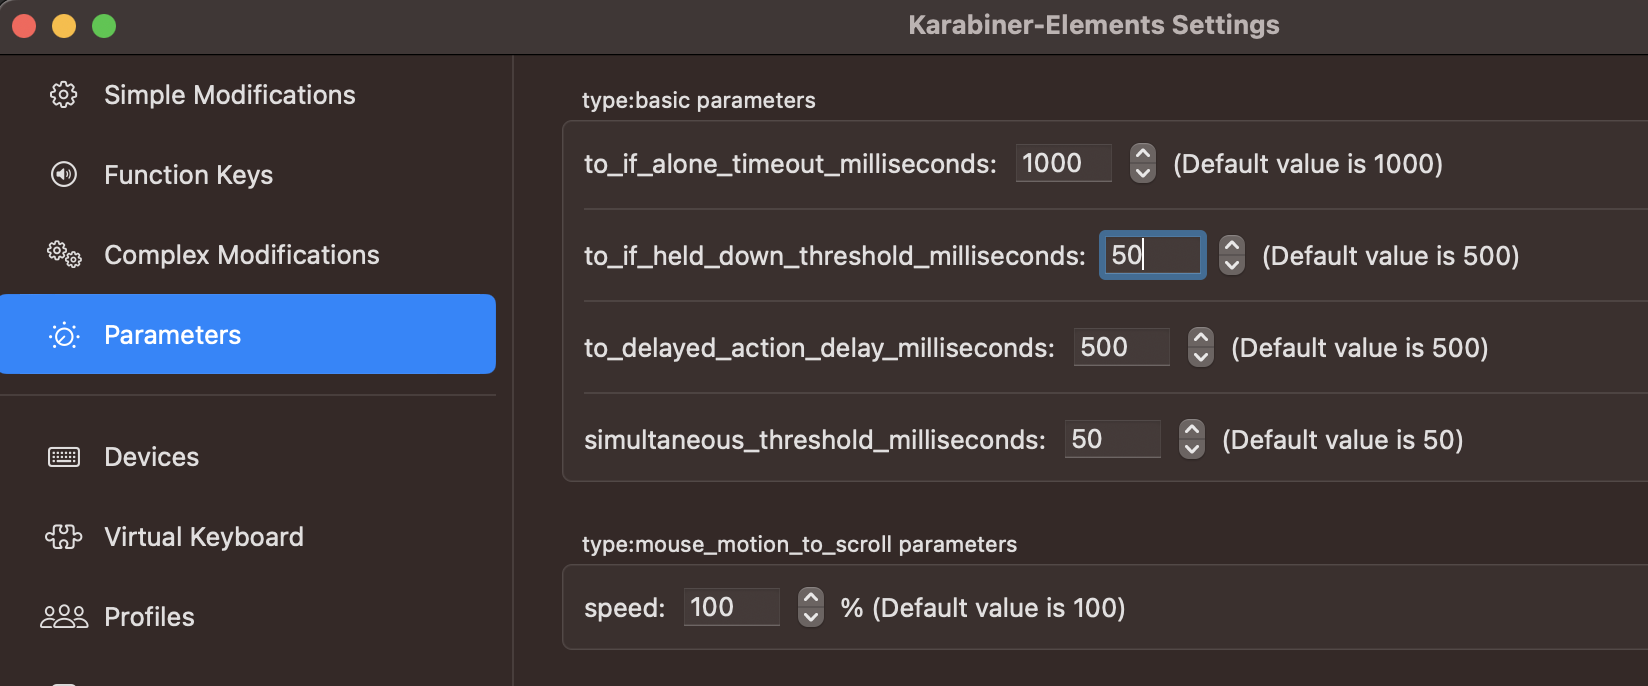 Karabiner-Elements Settings
Simple Modifications
Function Keys
Complex Modifications
Parameters
Devices
Virtual Keyboard
Profiles
type:basic parameters
to_if_alone_timeout_milliseconds: 1000 (Default value is 1000)
to_if_held_down_threshold_milliseconds: 50 (Default value is 500)
to_delayed_action_delay_milliseconds: 500 (Default value is 500)
simultaneous_threshold_milliseconds: 50 (Default value is 50)
type:mouse_motion_to_scroll parameters
speed: 100 % (Default value is 100)